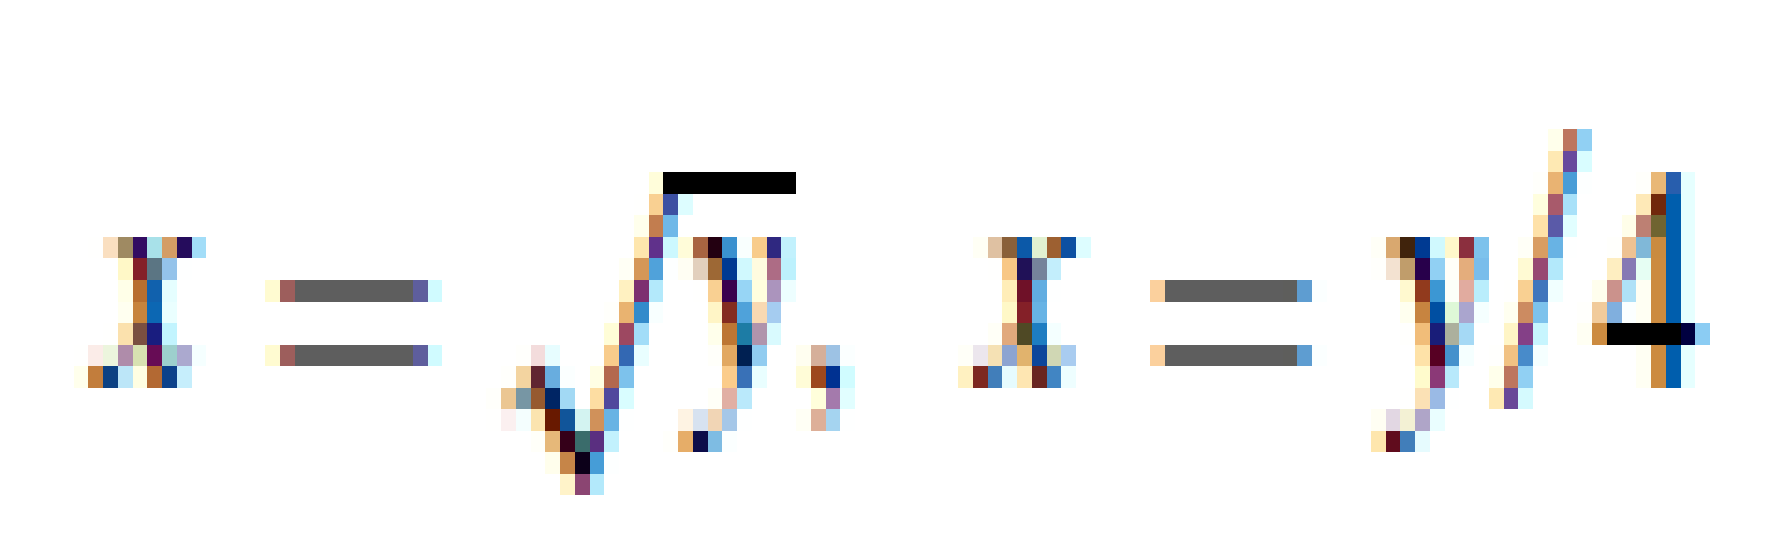 x = √y, x = y/4